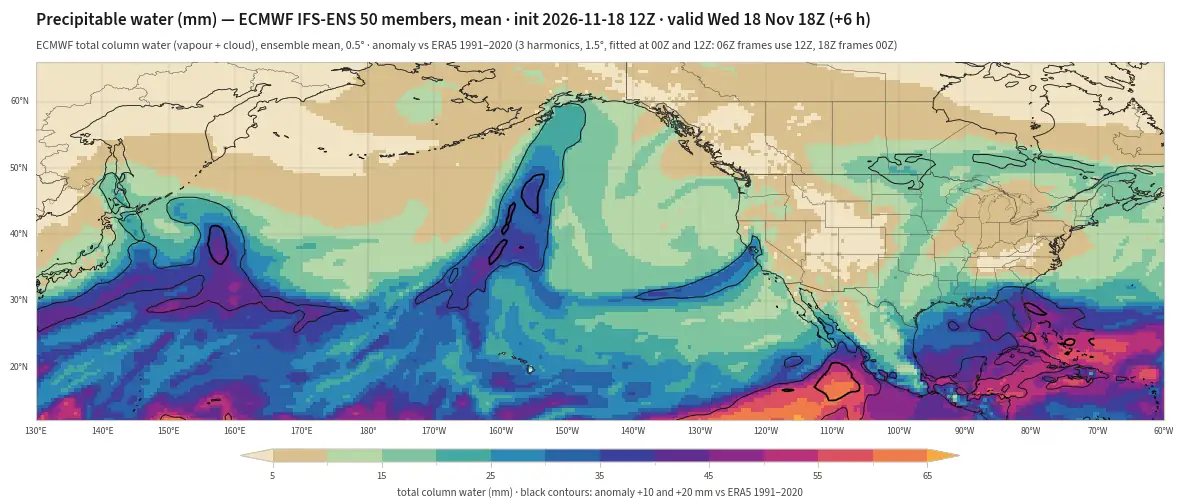 Precipitable water (mm) — ECMWF IFS-ENS 50 members, mean · init 2026-11-18 12Z · valid Wed 18 Nov 18Z (+6 h)
ECMWF total column water (vapour + cloud), ensemble mean, 0.5° · anomaly vs ERA5 1991–2020 (3 harmonics, 1.5°, fitted at 00Z and 12Z: 06Z frames use 12Z, 18Z frames 00Z)
60°N
50°N
40°N
30°N
20°N
130°E 140°E 150°E 160°E 170°E 180° 170°W 160°W 150°W 140°W 130°W 120°W 110°W 100°W 90°W 80°W 70°W 60°W
5 15 25 35 45 55 65
total column water (mm) · black contours: anomaly +10 and +20 mm vs ERA5 1991–2020